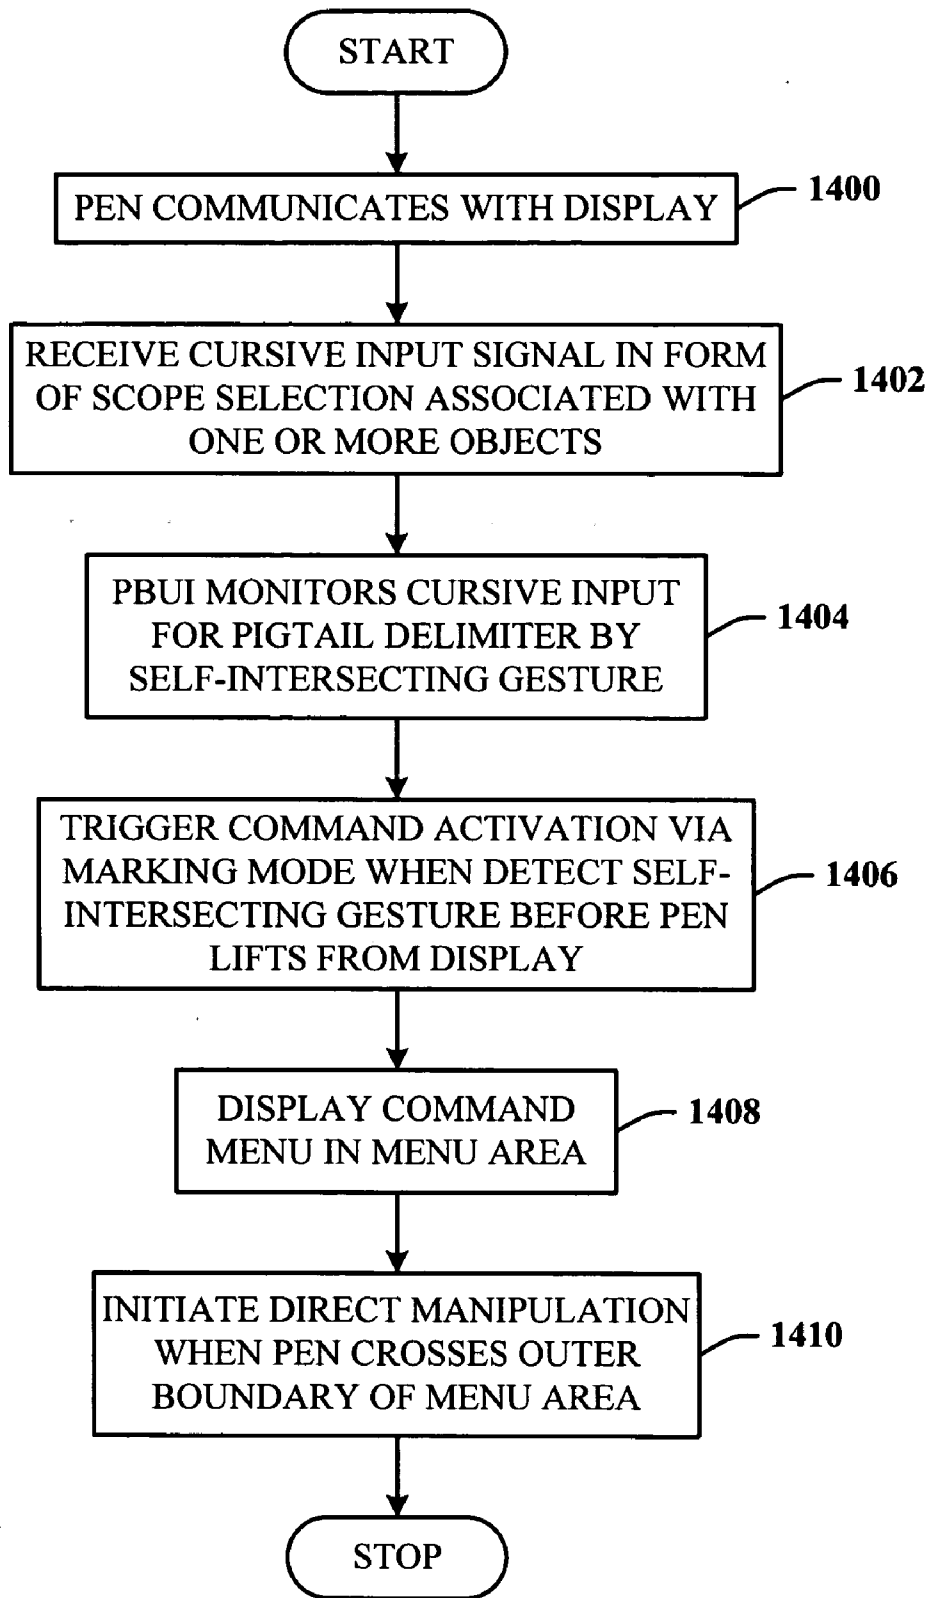 START
PEN COMMUNICATES WITH DISPLAY
1400
RECEIVE CURSIVE INPUT SIGNAL IN FORM
OF SCOPE SELECTION ASSOCIATED WITH
ONE OR MORE OBJECTS
1402
PBUI MONITORS CURSIVE INPUT
FOR PIGTAIL DELIMITER BY
SELF-INTERSECTING GESTURE
1404
TRIGGER COMMAND ACTIVATION VIA
MARKING MODE WHEN DETECT SELF-
INTERSECTING GESTURE BEFORE PEN
LIFTS FROM DISPLAY
1406
DISPLAY COMMAND
MENU IN MENU AREA
1408
INITIATE DIRECT MANIPULATION
WHEN PEN CROSSES OUTER
BOUNDARY OF MENU AREA
1410
STOP